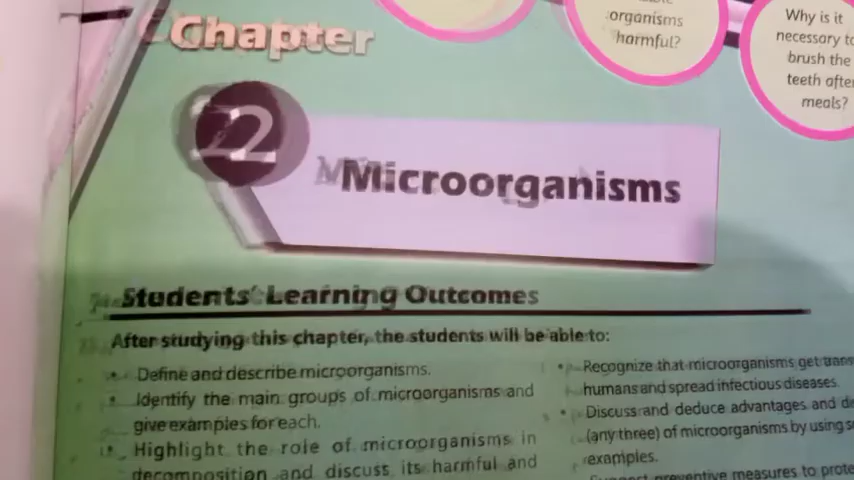 organisms
harmful?
Why is it
necessary to
brush the
teeth after
meals?
Chapter
2
Microorganisms
Students' Learning Outcomes
After studying this chapter, the students will be able to:
• Define and describe microorganisms.
• Identify the main groups of microorganisms and
give examples for each.
• Highlight the role of microorganisms in
decomposition and discuss its harmful and
• Recognize that microorganisms get
humans and spread infectious diseases.
• Discuss and deduce advantages and
(any three) of microorganisms by using
examples.
preventive measures to